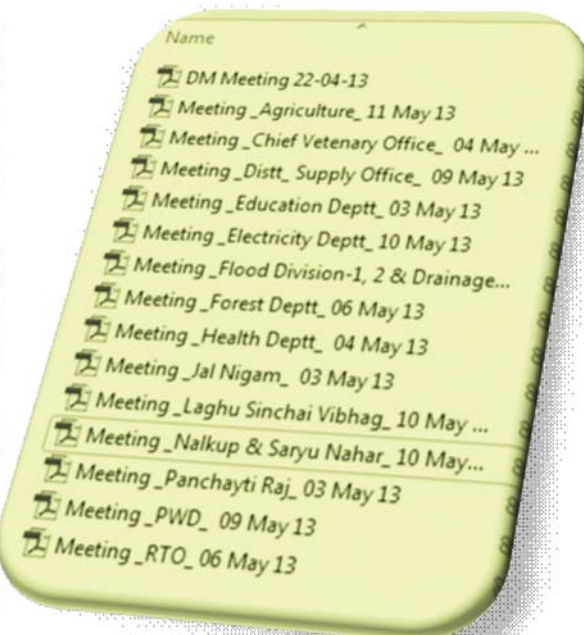 Name
DM Meeting 22-04-13
Meeting _Agriculture_ 11 May 13
Meeting _Chief Vetenary Office_ 04 May ...
Meeting _Distt_ Supply Office_ 09 May 13
Meeting _Education Deptt_ 03 May 13
Meeting _Electricity Deptt_ 10 May 13
Meeting _Flood Division-1, 2 & Drainage...
Meeting _Forest Deptt_ 06 May 13
Meeting _Health Deptt_ 04 May 13
Meeting _Jal Nigam_ 03 May 13
Meeting _Laghu Sinchai Vibhag_ 10 May ...
Meeting _Nalkup & Saryu Nahar_ 10 May...
Meeting _Panchayti Raj_ 03 May 13
Meeting _PWD_ 09 May 13
Meeting _RTO_ 06 May 13